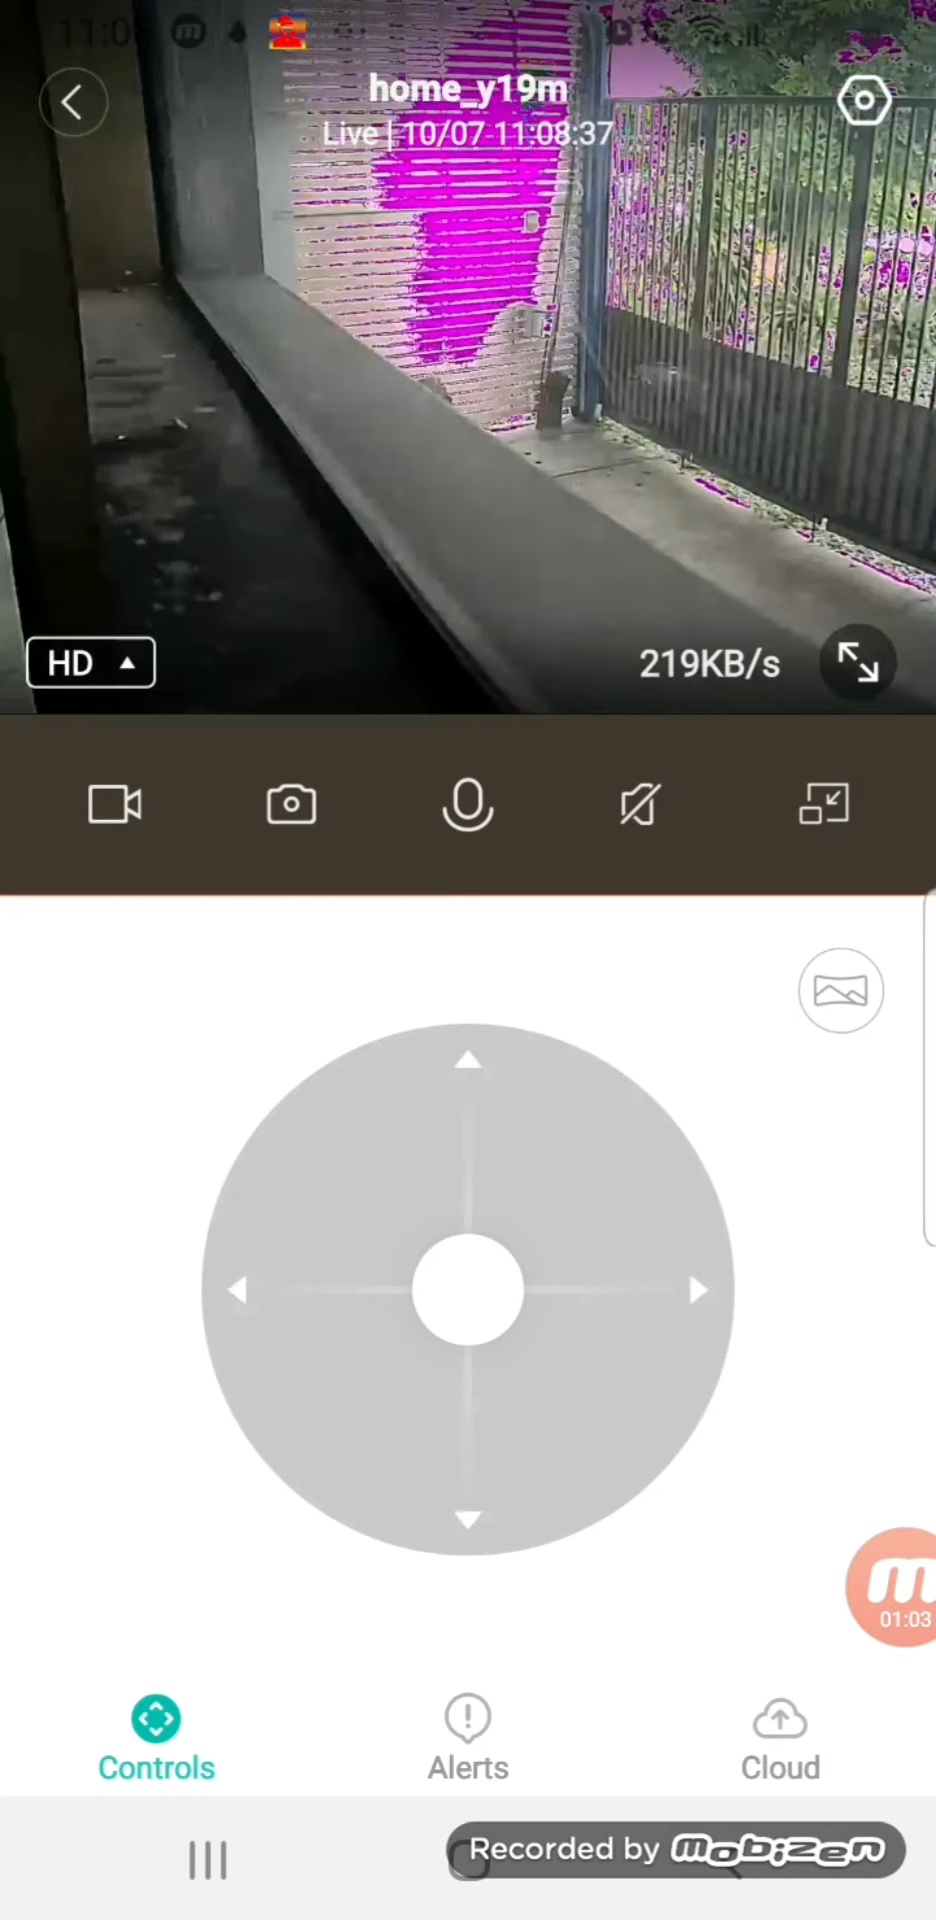 home_y19m
Live | 10/07 11:08:37
HD
219KB/s
01:03
Controls
Alerts
Cloud
Recorded by mobizen